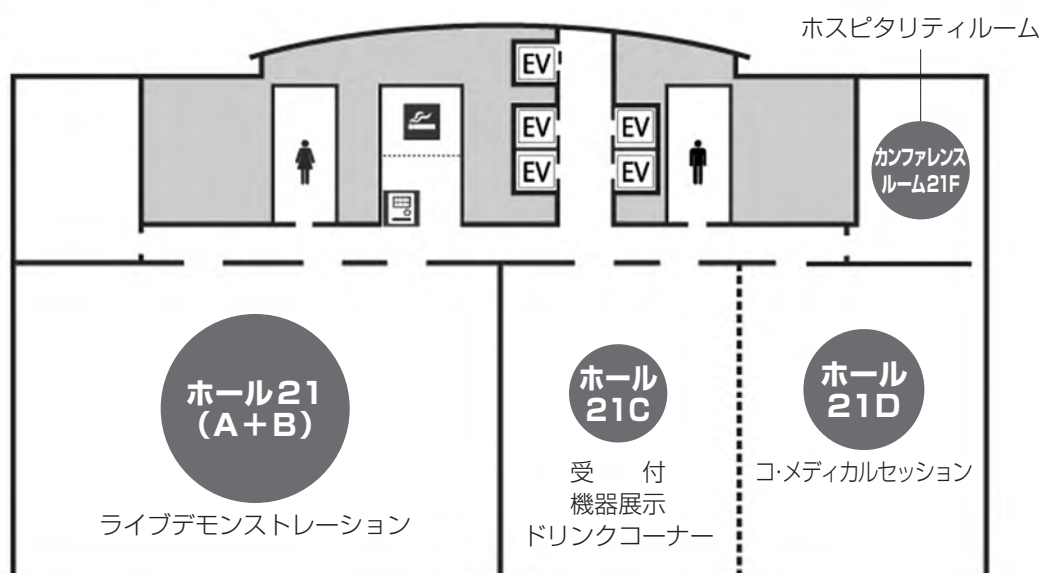 ホスピタリティルーム
EV
EV
EV
EV
EV
カンファレンス
ルーム21F
ホール21
（A＋B）
ライブデモンストレーション
ホール
21C
受　付
機器展示
ドリンクコーナー
ホール
21D
コ・メディカルセッション